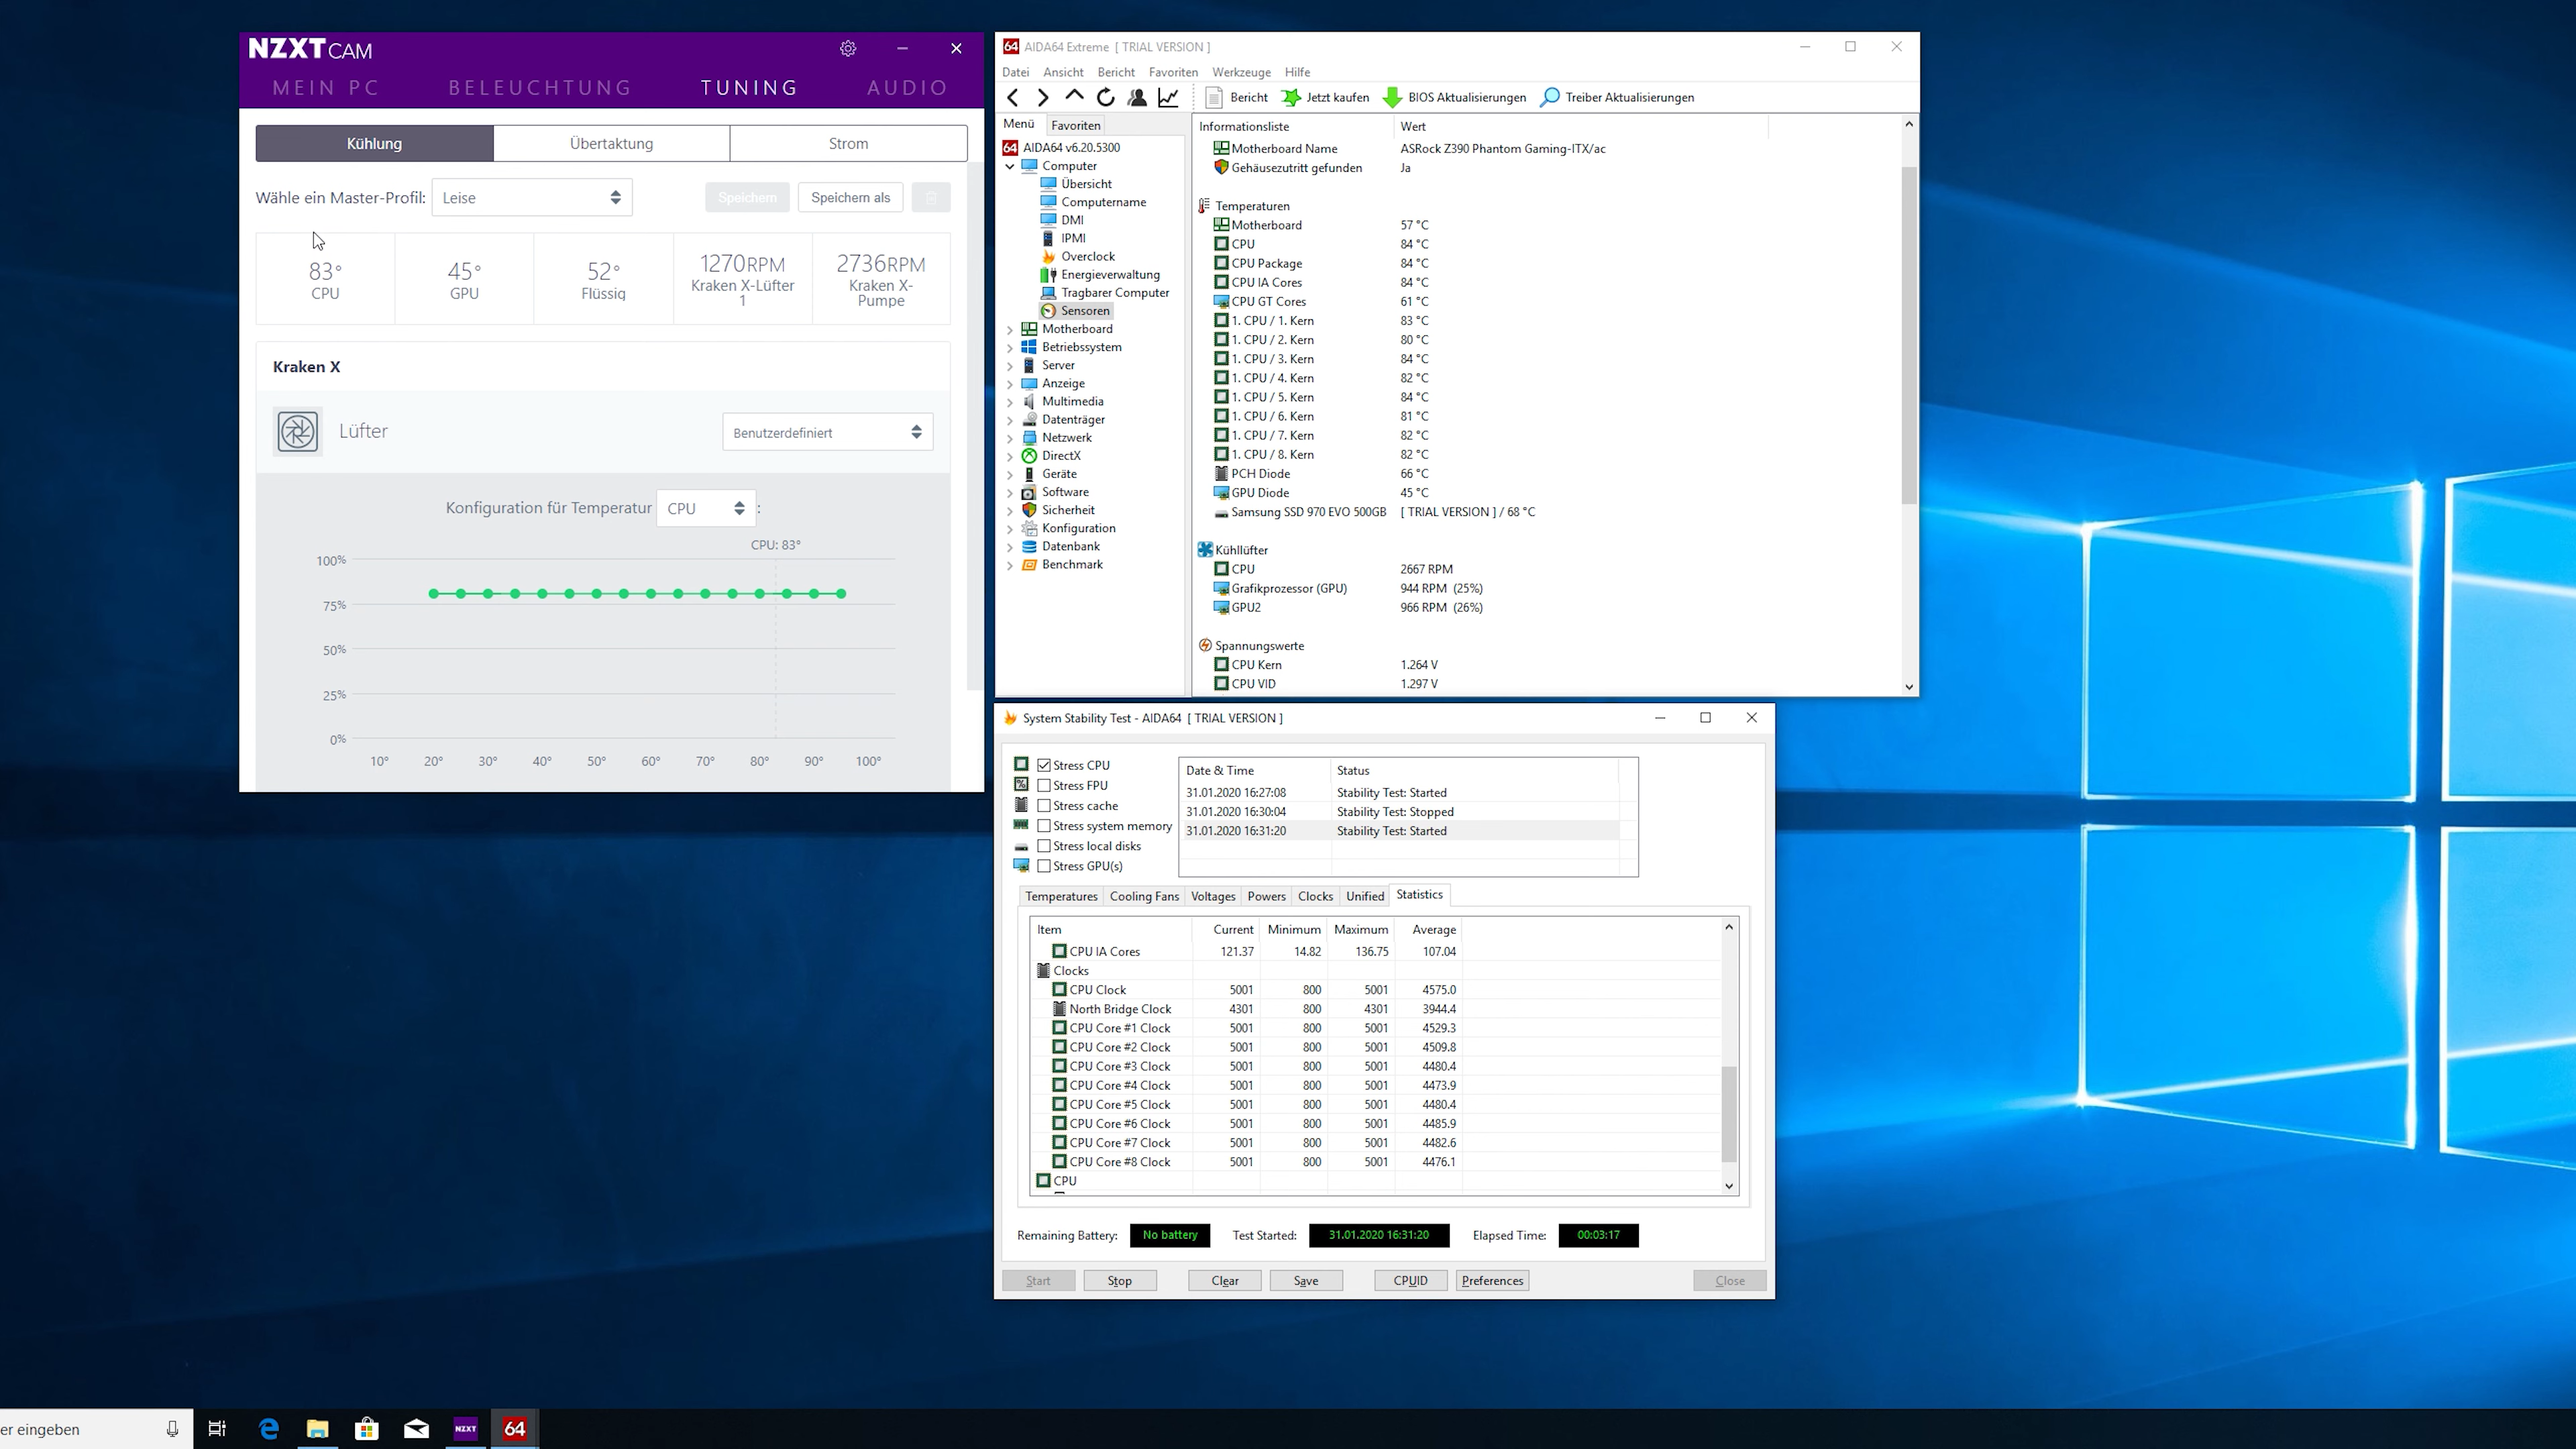 NZXT CAM
MEIN PC BELEUCHTUNG TUNING AUDIO
Kühlung Übertaktung Strom
Wähle ein Master-Profil: Leise Speichern Speichern als
83° 45° 52° 1270RPM 2736RPM
CPU GPU Flüssig Kraken X-Lüfter 1 Kraken X-Pumpe
Kraken X
Lüfter Benutzerdefiniert
Konfiguration für Temperatur CPU :
CPU: 83°
100%
75%
50%
25%
0%
10° 20° 30° 40° 50° 60° 70° 80° 90° 100°
64 AIDA64 Extreme [ TRIAL VERSION ]
Datei Ansicht Bericht Favoriten Werkzeuge Hilfe
Bericht Jetzt kaufen BIOS Aktualisierungen Treiber Aktualisierungen
Menü Favoriten
64 AIDA64 v6.20.5300
Computer
Übersicht
Computername
DMI
IPMI
Overclock
Energieverwaltung
Tragbarer Computer
Sensoren
Motherboard
Betriebssystem
Server
Anzeige
Multimedia
Datenträger
Netzwerk
DirectX
Geräte
Software
Sicherheit
Konfiguration
Datenbank
Benchmark
Informationsliste Wert
Motherboard Name ASRock Z390 Phantom Gaming-ITX/ac
Gehäusezutritt gefunden Ja
Temperaturen
Motherboard 57 °C
CPU 84 °C
CPU Package 84 °C
CPU IA Cores 84 °C
CPU GT Cores 61 °C
1. CPU / 1. Kern 83 °C
1. CPU / 2. Kern 80 °C
1. CPU / 3. Kern 84 °C
1. CPU / 4. Kern 82 °C
1. CPU / 5. Kern 84 °C
1. CPU / 6. Kern 81 °C
1. CPU / 7. Kern 82 °C
1. CPU / 8. Kern 82 °C
PCH Diode 66 °C
GPU Diode 45 °C
Samsung SSD 970 EVO 500GB [ TRIAL VERSION ] / 68 °C
Kühllüfter
CPU 2667 RPM
Grafikprozessor (GPU) 944 RPM (25%)
GPU2 966 RPM (26%)
Spannungswerte
CPU Kern 1.264 V
CPU VID 1.297 V
System Stability Test - AIDA64 [ TRIAL VERSION ]
Stress CPU
Stress FPU
Stress cache
Stress system memory
Stress local disks
Stress GPU(s)
Date & Time Status
31.01.2020 16:27:08 Stability Test: Started
31.01.2020 16:30:04 Stability Test: Stopped
31.01.2020 16:31:20 Stability Test: Started
Temperatures Cooling Fans Voltages Powers Clocks Unified Statistics
Item Current Minimum Maximum Average
CPU IA Cores 121.37 14.82 136.75 107.04
Clocks
CPU Clock 5001 800 5001 4575.0
North Bridge Clock 4301 800 4301 3944.4
CPU Core #1 Clock 5001 800 5001 4529.3
CPU Core #2 Clock 5001 800 5001 4509.8
CPU Core #3 Clock 5001 800 5001 4480.4
CPU Core #4 Clock 5001 800 5001 4473.9
CPU Core #5 Clock 5001 800 5001 4480.4
CPU Core #6 Clock 5001 800 5001 4485.9
CPU Core #7 Clock 5001 800 5001 4482.6
CPU Core #8 Clock 5001 800 5001 4476.1
CPU
Remaining Battery: No battery Test Started: 31.01.2020 16:31:20 Elapsed Time: 00:03:17
Start Stop Clear Save CPUID Preferences Close
er eingeben NZXT 64